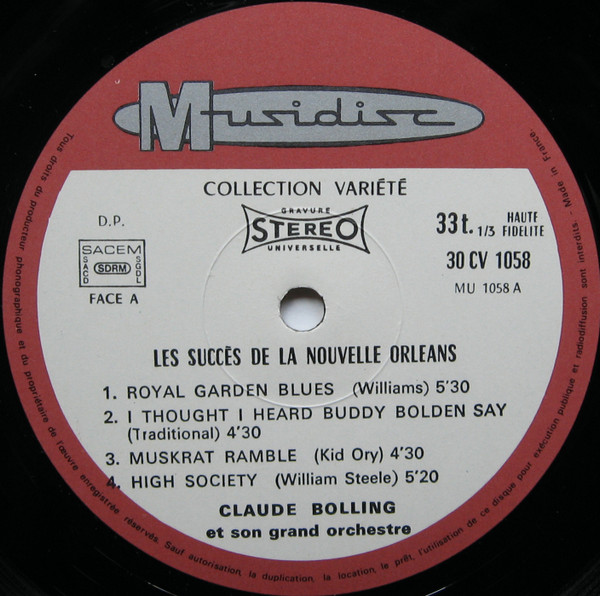 Musidisc
COLLECTION VARIÉTÉ
D.P.
GRAVURE
STEREO
UNIVERSELLE
33 t. 1/3 HAUTE FIDELITÉ
30 CV 1058
MU 1058 A
SACEM
SACD SDRM SGDL
FACE A
LES SUCCÈS DE LA NOUVELLE ORLEANS
1. ROYAL GARDEN BLUES (Williams) 5'30
2. I THOUGHT I HEARD BUDDY BOLDEN SAY
(Traditional) 4'30
3. MUSKRAT RAMBLE (Kid Ory) 4'30
4. HIGH SOCIETY (William Steele) 5'20
CLAUDE BOLLING
et son grand orchestre
Tous droits du producteur phonographique et du propriétaire de l'œuvre enregistrée réservés. Sauf autorisation, la duplication, la location, le prêt, l'utilisation de ce disque pour exécution publique et radiodiffusion sont interdits. - Made in France.